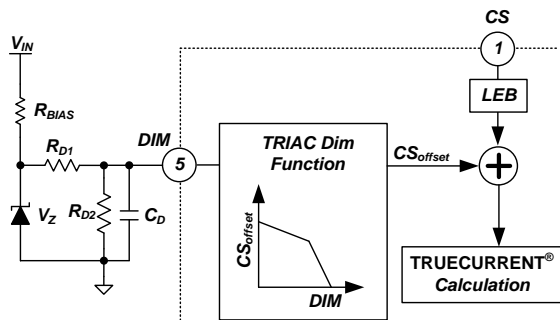 CS
1
V_IN
LEB
R_BIAS
DIM
R_D1
5
TRIAC Dim
Function
CS_offset
V_Z
R_D2
C_D
CS_offset
DIM
TRUECURRENT®
Calculation